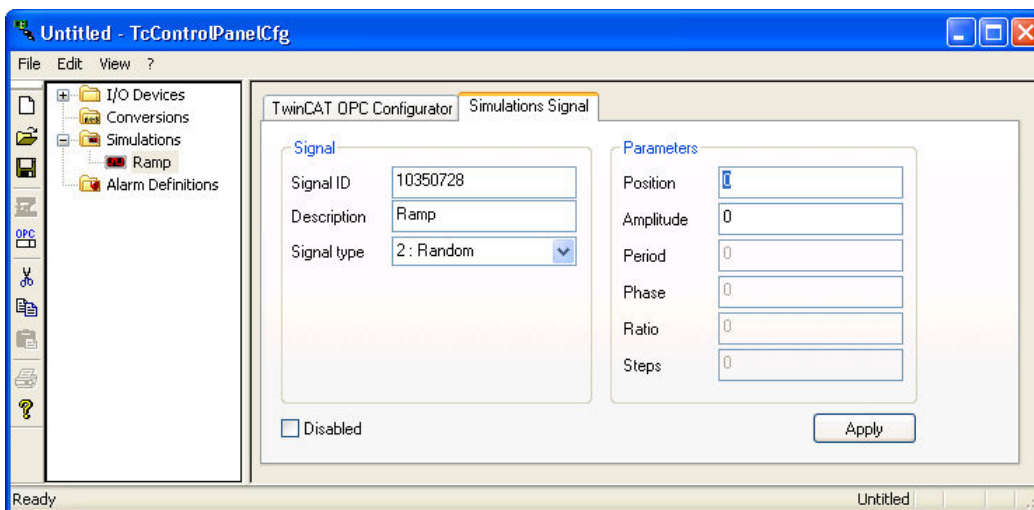 Untitled - TcControlPanelCfg
File Edit View ?
I/O Devices
Conversions
Simulations
Ramp
Alarm Definitions
OPC
TwinCAT OPC Configurator
Simulations Signal
Signal
Signal ID 10350728
Description Ramp
Signal type 2 : Random
Parameters
Position 0
Amplitude 0
Period 0
Phase 0
Ratio 0
Steps 0
Disabled
Apply
Ready
Untitled